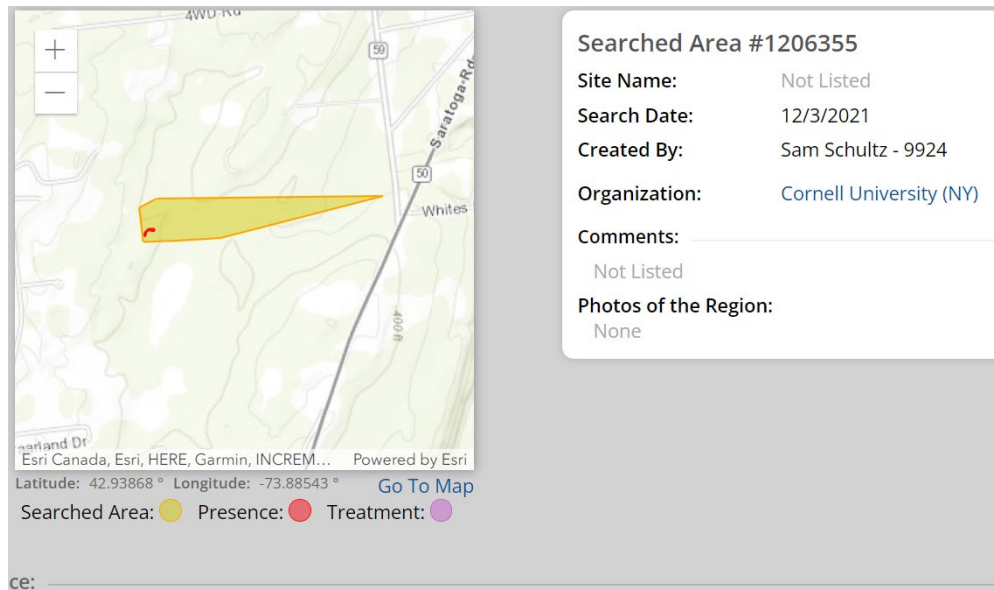 4WD Rd
59
Saratoga-Rd
50
Whites
400 ft
Dr
Esri Canada, Esri, HERE, Garmin, INCREM... Powered by Esri
Latitude: 42.93868 ° Longitude: -73.88543 ° Go To Map
Searched Area: Presence: Treatment:
ce:
Searched Area #1206355
Site Name: Not Listed
Search Date: 12/3/2021
Created By: Sam Schultz - 9924
Organization: Cornell University (NY)
Comments:
Not Listed
Photos of the Region:
None